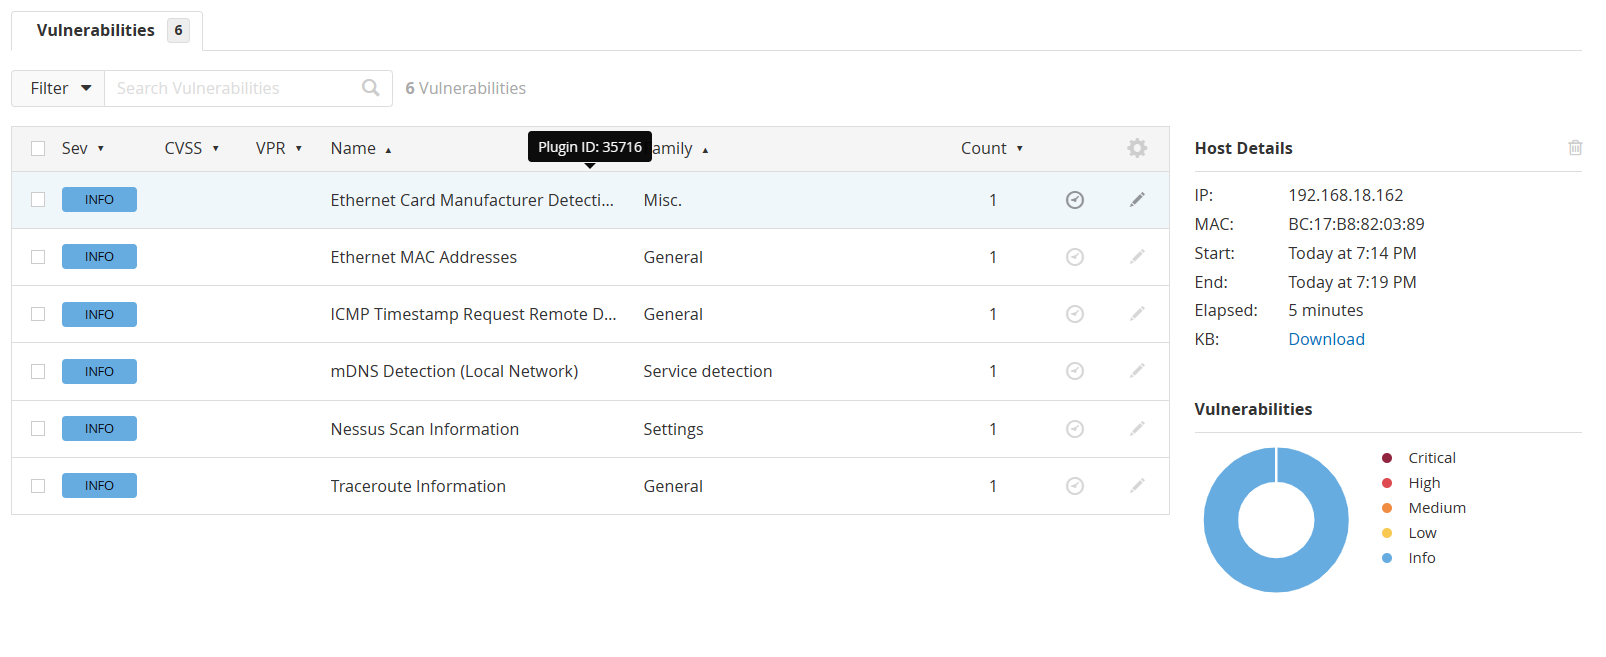 Vulnerabilities 6
Filter Search Vulnerabilities 6 Vulnerabilities
Sev CVSS VPR Name Plugin ID: 35716 amily Count
INFO Ethernet Card Manufacturer Detecti... Misc. 1
INFO Ethernet MAC Addresses General 1
INFO ICMP Timestamp Request Remote D... General 1
INFO mDNS Detection (Local Network) Service detection 1
INFO Nessus Scan Information Settings 1
INFO Traceroute Information General 1
Host Details
IP: 192.168.18.162
MAC: BC:17:B8:82:03:89
Start: Today at 7:14 PM
End: Today at 7:19 PM
Elapsed: 5 minutes
KB: Download
Vulnerabilities
Critical
High
Medium
Low
Info